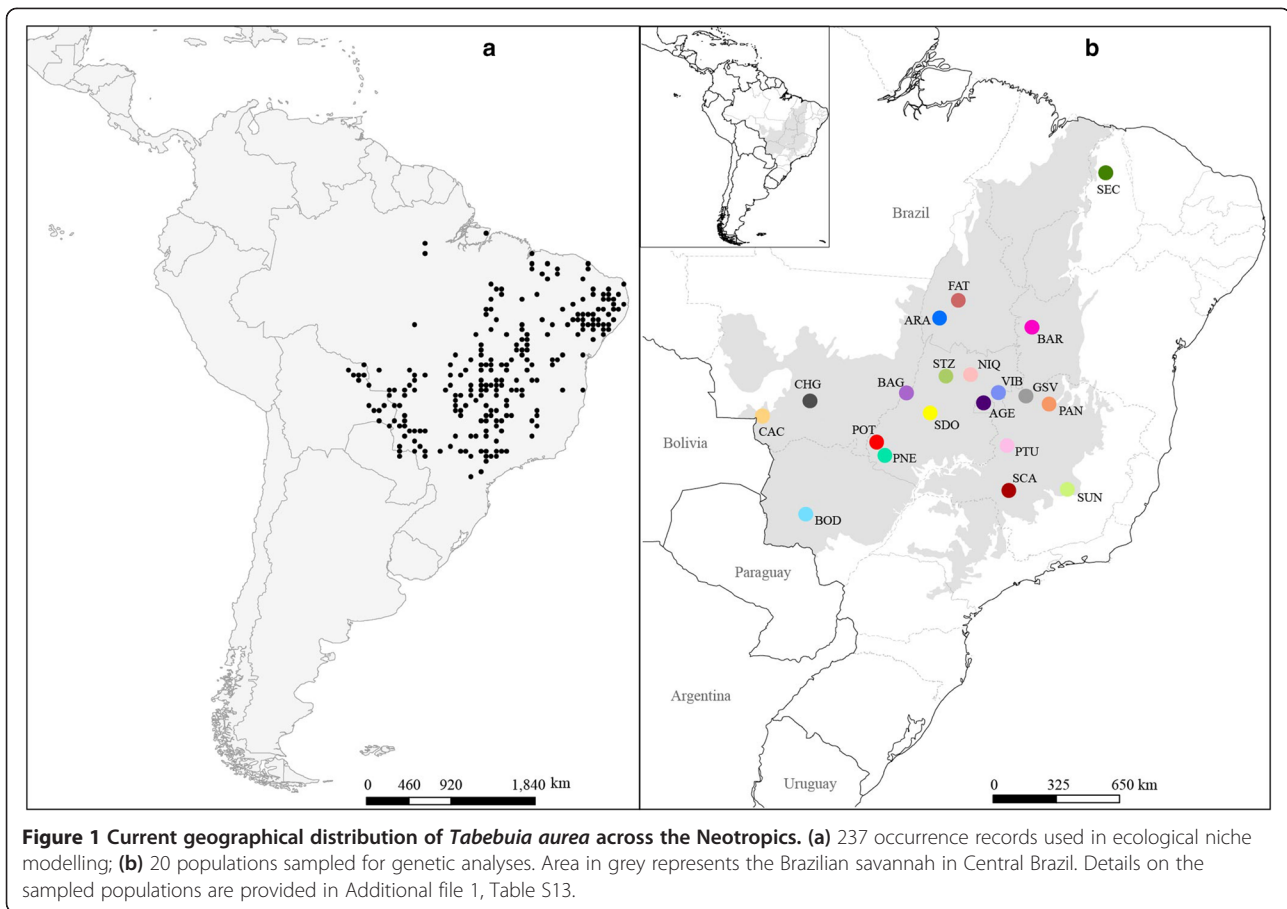 a
b
Brazil
SEC
FAT
ARA
BAR
STZ
NIQ
CHG
BAG
VIB
GSV
AGE
PAN
CAC
SDO
Bolivia
POT
PTU
PNE
SCA
SUN
BOD
Paraguay
Argentina
Uruguay
0 460 920 1,840 km
0 325 650 km
Figure 1 Current geographical distribution of Tabebuia aurea across the Neotropics. (a) 237 occurrence records used in ecological niche
modelling; (b) 20 populations sampled for genetic analyses. Area in grey represents the Brazilian savannah in Central Brazil. Details on the
sampled populations are provided in Additional file 1, Table S13.